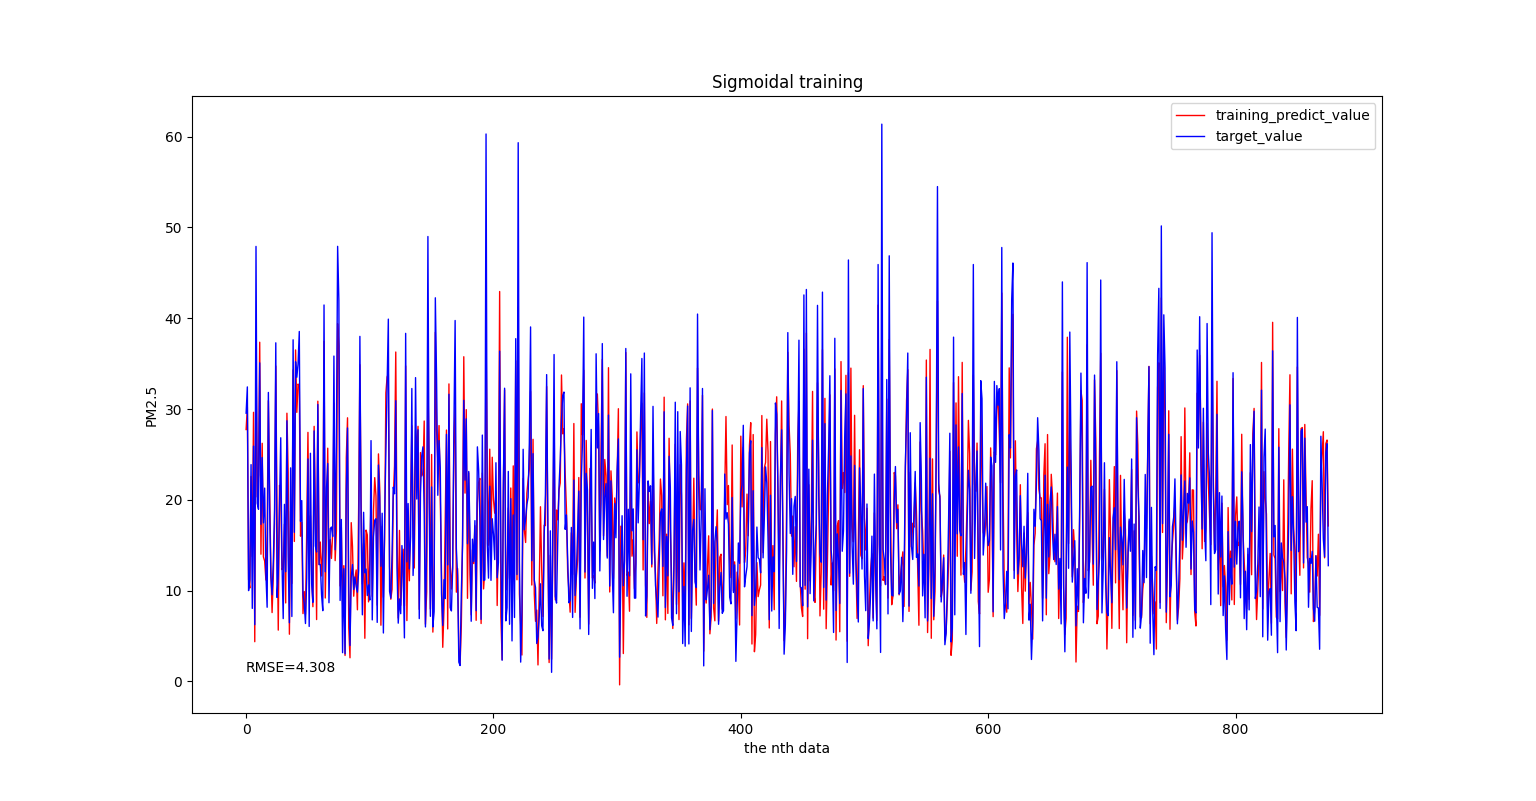 Sigmoidal training
training_predict_value
target_value
60
50
40
30
20
10
0
PM2.5
RMSE=4.308
0
200
400
600
800
the nth data